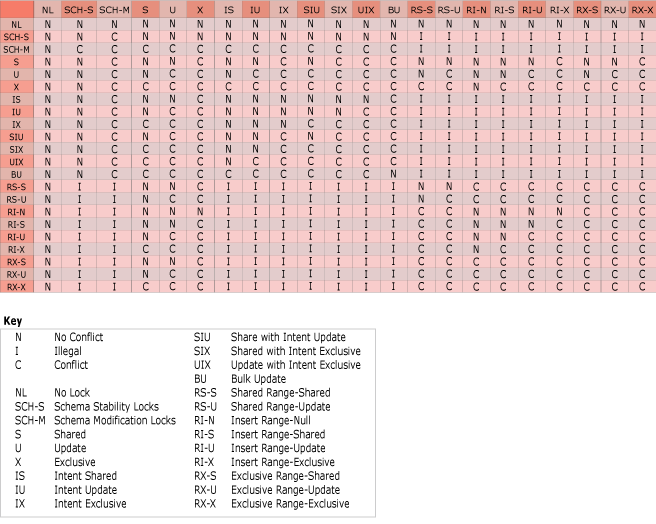 NL SCH-S SCH-M S U X IS IU IX SIU SIX UIX BU RS-S RS-U RI-N RI-S RI-U RI-X RX-S RX-U RX-X
NL N N N N N N N N N N N N N N N N N N N N N N
SCH-S N N C N N N N N N N N N N I I I I I I I I I
SCH-M N C C C C C C C C C C C C I I I I I I I I I
S N N C N N C N N C N C C C N N N N N C N N C
U N N C N C C N C C C C C C N C N N C C N C C
X N N C C C C C C C C C C C C C N C C C C C C
IS N N C N N C N N N N N N C I I I I I I I I I
IU N N C N C C N N N N N C C I I I I I I I I I
IX N N C C C C N N N C C C C I I I I I I I I I
SIU N N C N C C N N C N C C C I I I I I I I I I
SIX N N C C C C N N C C C C C I I I I I I I I I
UIX N N C C C C N C C C C C C I I I I I I I I I
BU N N C C C C C C C C C C N I I I I I I I I I
RS-S N I I N N C I I I I I I I N N C C C C C C C
RS-U N I I N C C I I I I I I I N C C C C C C C C
RI-N N I I N N N I I I I I I I C C N N N N C C C
RI-S N I I N N C I I I I I I I C C N N N C C C C
RI-U N I I N C C I I I I I I I C C N N C C C C C
RI-X N I I C C C I I I I I I I C C N C C C C C C
RX-S N I I N N C I I I I I I I C C C C C C C C C
RX-U N I I N C C I I I I I I I C C C C C C C C C
RX-X N I I C C C I I I I I I I C C C C C C C C C
Key
N No Conflict SIU Share with Intent Update
I Illegal SIX Shared with Intent Exclusive
C Conflict UIX Update with Intent Exclusive
BU Bulk Update
NL No Lock RS-S Shared Range-Shared
SCH-S Schema Stability Locks RS-U Shared Range-Update
SCH-M Schema Modification Locks RI-N Insert Range-Null
S Shared RI-S Insert Range-Shared
U Update RI-U Insert Range-Update
X Exclusive RI-X Insert Range-Exclusive
IS Intent Shared RX-S Exclusive Range-Shared
IU Intent Update RX-U Exclusive Range-Update
IX Intent Exclusive RX-X Exclusive Range-Exclusive